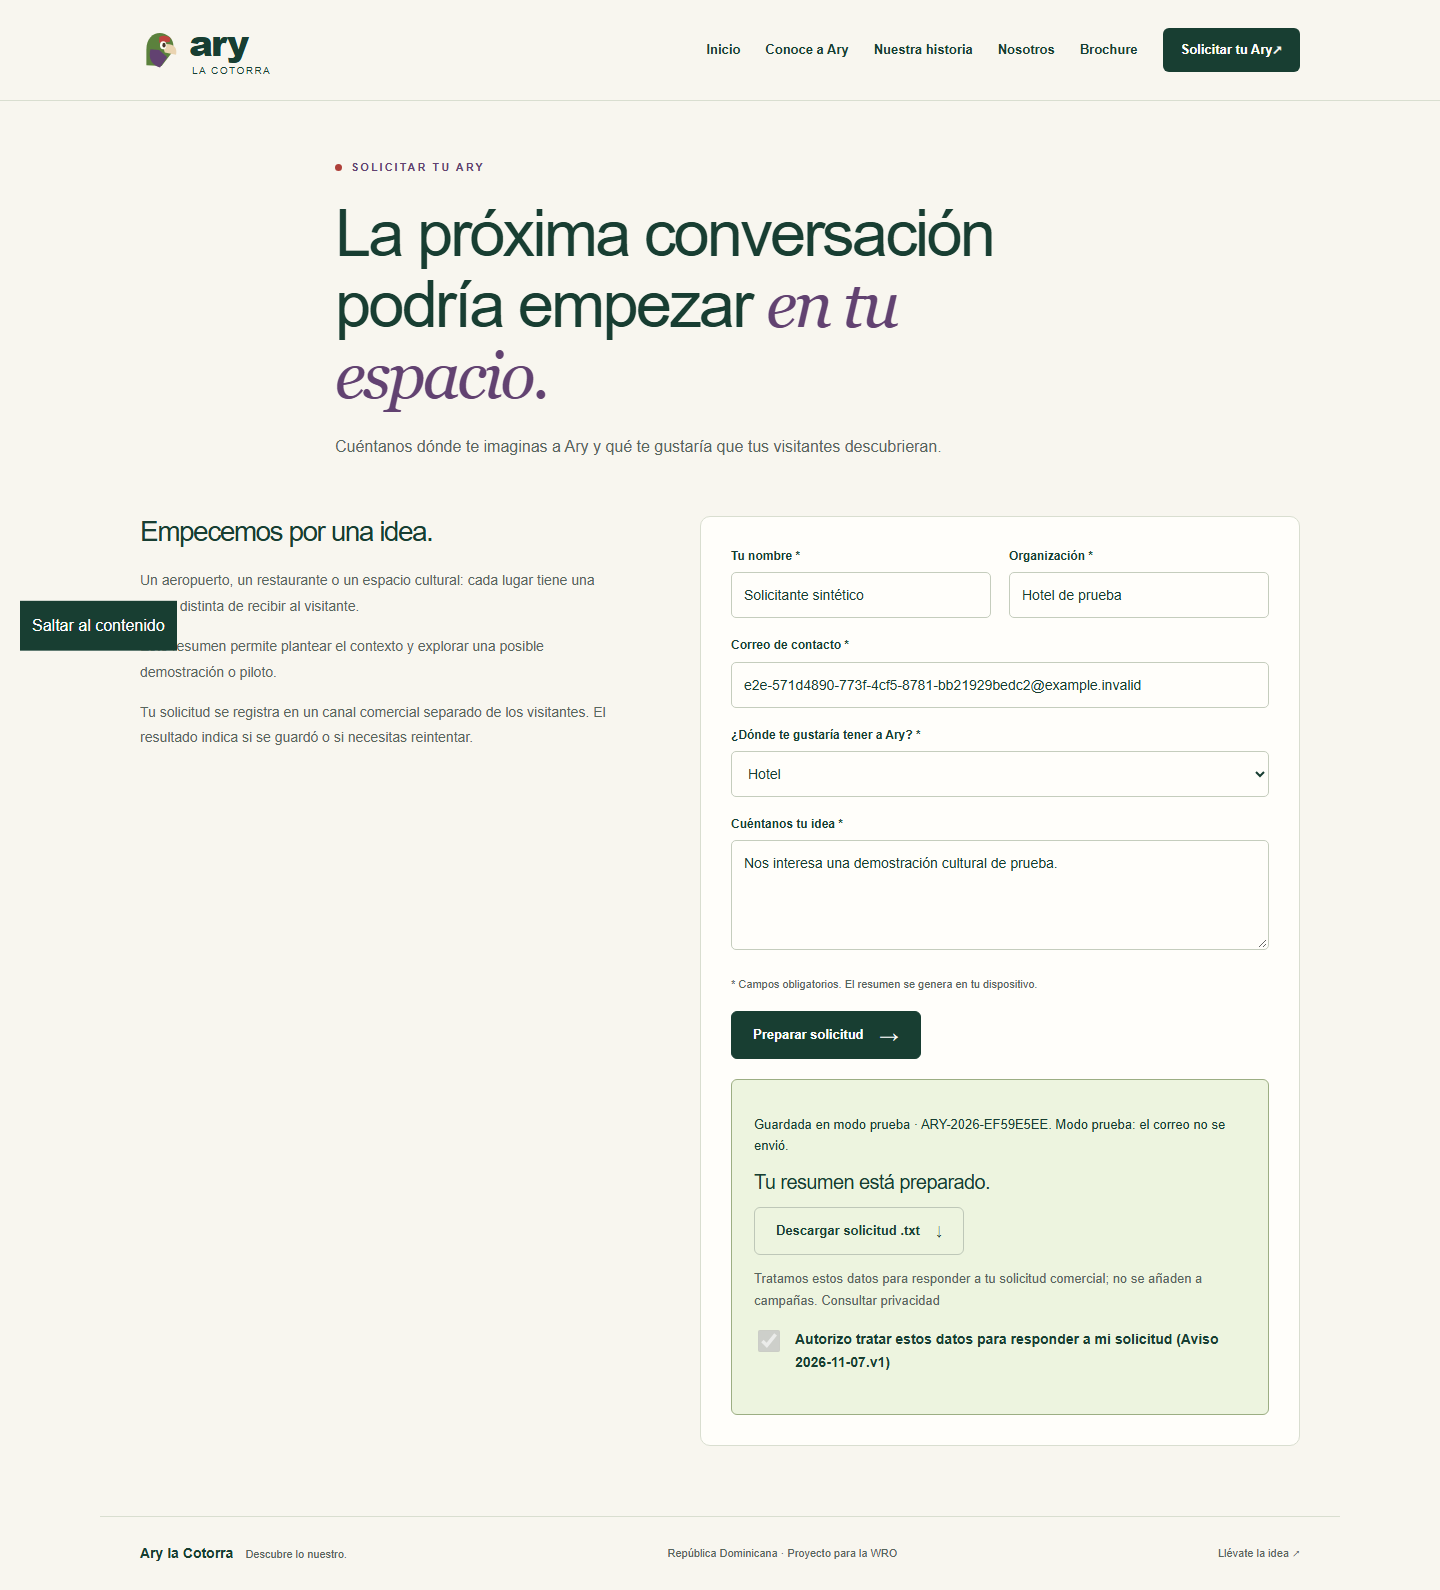 ary
LA COTORRA
Inicio
Conoce a Ary
Nuestra historia
Nosotros
Brochure
Solicitar tu Ary↗
SOLICITAR TU ARY
La próxima conversación
podría empezar en tu
espacio.
Cuéntanos dónde te imaginas a Ary y qué te gustaría que tus visitantes descubrieran.
Empecemos por una idea.
Un aeropuerto, un restaurante o un espacio cultural: cada lugar tiene una
distinta de recibir al visitante.
Saltar al contenido
resumen permite plantear el contexto y explorar una posible
demostración o piloto.
Tu solicitud se registra en un canal comercial separado de los visitantes. El
resultado indica si se guardó o si necesitas reintentar.
Tu nombre *
Solicitante sintético
Organización *
Hotel de prueba
Correo de contacto *
e2e-571d4890-773f-4cf5-8781-bb21929bedc2@example.invalid
¿Dónde te gustaría tener a Ary? *
Hotel
Cuéntanos tu idea *
Nos interesa una demostración cultural de prueba.
* Campos obligatorios. El resumen se genera en tu dispositivo.
Preparar solicitud →
Guardada en modo prueba · ARY-2026-EF59E5EE. Modo prueba: el correo no se
envió.
Tu resumen está preparado.
Descargar solicitud .txt ↓
Tratamos estos datos para responder a tu solicitud comercial; no se añaden a
campañas. Consultar privacidad
Autorizo tratar estos datos para responder a mi solicitud (Aviso
2026-11-07.v1)
Ary la Cotorra
Descubre lo nuestro.
República Dominicana · Proyecto para la WRO
Llévate la idea ↗